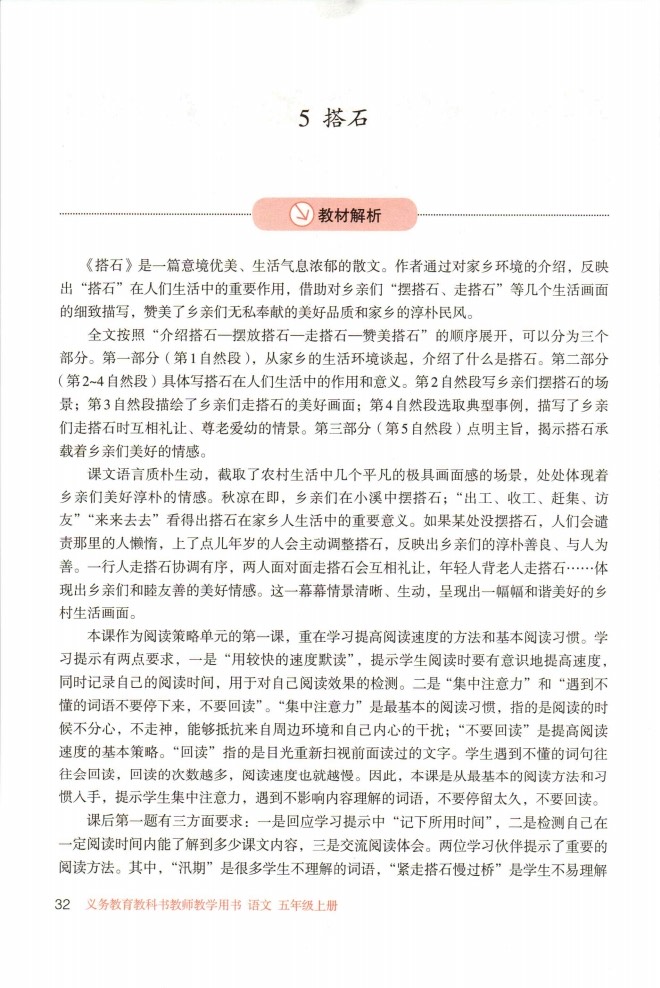 5 搭石
教材解析
《搭石》是一篇意境优美、生活气息浓郁的散文。作者通过对家乡环境的介绍，反映
出“搭石”在人们生活中的重要作用，借助对乡亲们“摆搭石、走搭石”等几个生活画面
的细致描写，赞美了乡亲们无私奉献的美好品质和家乡的淳朴民风。
全文按照“介绍搭石—摆放搭石—走搭石—赞美搭石”的顺序展开，可以分为三个
部分。第一部分（第1自然段），从家乡的生活环境谈起，介绍了什么是搭石。第二部分
（第2~4自然段）具体写搭石在人们生活中的作用和意义。第2自然段写乡亲们摆搭石的场
景；第3自然段描绘了乡亲们走搭石的美好画面；第4自然段选取典型事例，描写了乡亲
们走搭石时互相礼让、尊老爱幼的情景。第三部分（第5自然段）点明主旨，揭示搭石承
载着乡亲们美好的情感。
课文语言质朴生动，截取了农村生活中几个平凡的极具画面感的场景，处处体现着
乡亲们美好淳朴的情感。秋凉在即，乡亲们在小溪中摆搭石；“出工、收工、赶集、访
友”“来来去去”看得出搭石在家乡人生活中的重要意义。如果某处没摆搭石，人们会谴
责那里的人懒惰，上了点儿年岁的人会主动调整搭石，反映出乡亲们的淳朴善良、与人为
善。一行人走搭石协调有序，两人面对面走搭石会互相礼让，年轻人背老人走搭石……体
现出乡亲们和睦友善的美好情感。这一幕幕情景清晰、生动，呈现出一幅幅和谐美好的乡
村生活画面。
本课作为阅读策略单元的第一课，重在学习提高阅读速度的方法和基本阅读习惯。学
习提示有两点要求，一是“用较快的速度默读”，提示学生阅读时要有意识地提高速度，
同时记录自己的阅读时间，用于对自己阅读效果的检测。二是“集中注意力”和“遇到不
懂的词语不要停下来，不要回读”。“集中注意力”是最基本的阅读习惯，指的是阅读的时
候不分心，不走神，能够抵抗来自周边环境和自己内心的干扰；“不要回读”是提高阅读
速度的基本策略。“回读”指的是目光重新扫视前面读过的文字。学生遇到不懂的词句往
往会回读，回读的次数越多，阅读速度也就越慢。因此，本课是从最基本的阅读方法和习
惯入手，提示学生集中注意力，遇到不影响内容理解的词语，不要停留太久，不要回读。
课后第一题有三方面要求：一是回应学习提示中“记下所用时间”，二是检测自己在
一定阅读时间内能了解到多少课文内容，三是交流阅读体会。两位学习伙伴提示了重要的
阅读方法。其中，“汛期”是很多学生不理解的词语，“紧走搭石慢过桥”是学生不易理解
32 义务教育教科书教师教学用书 语文 五年级上册